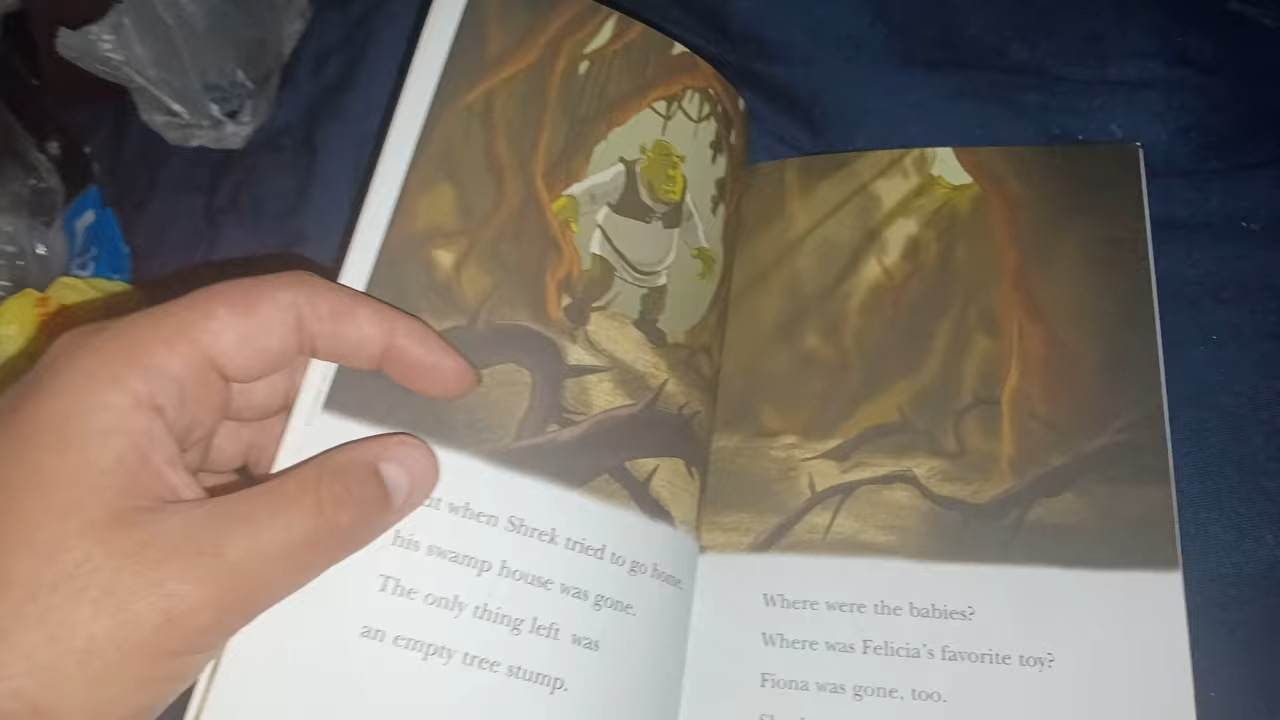 ut when Shrek tried to go home,
his swamp house was gone.
The only thing left was
an empty tree stump.
Where were the babies?
Where was Felicia's favorite toy?
Fiona was gone, too.